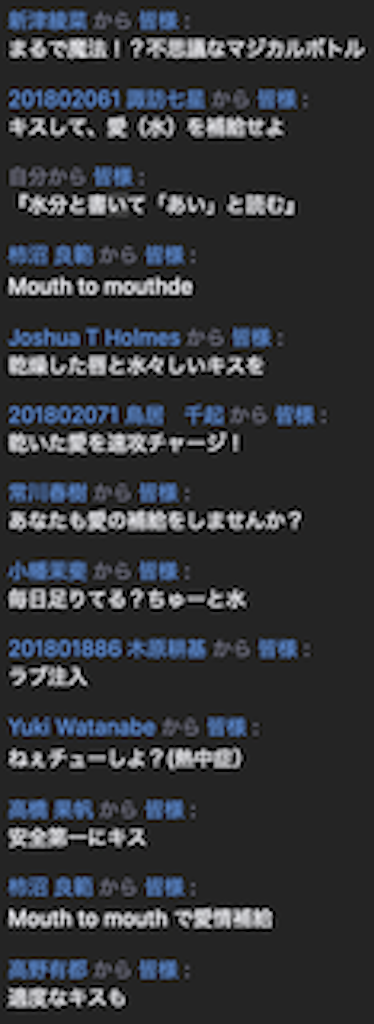 新津綾菜 から 皆様：
まるで魔法！？不思議なマジカルボトル
201802061 諏訪七星 から 皆様：
キスして、愛（水）を補給せよ
自分から 皆様：
『水分と書いて「あい」と読む』
柿沼 良範 から 皆様：
Mouth to mouthde
Joshua T Holmes から 皆様：
乾燥した唇と水々しいキスを
201802071 鳥居　千起 から 皆様：
乾いた愛を速攻チャージ！
常川春樹 から 皆様：
あなたも愛の補給をしませんか？
小幡茉葉 から 皆様：
毎日足りてる？ちゅーと水
201801886 木原耕基 から 皆様：
ラブ注入
Yuki Watanabe から 皆様：
ねぇチューしよ？(熱中症)
高橋 果帆 から 皆様：
安全第一にキス
柿沼 良範 から 皆様：
Mouth to mouth で愛情補給
高野有都 から 皆様：
適度なキスも